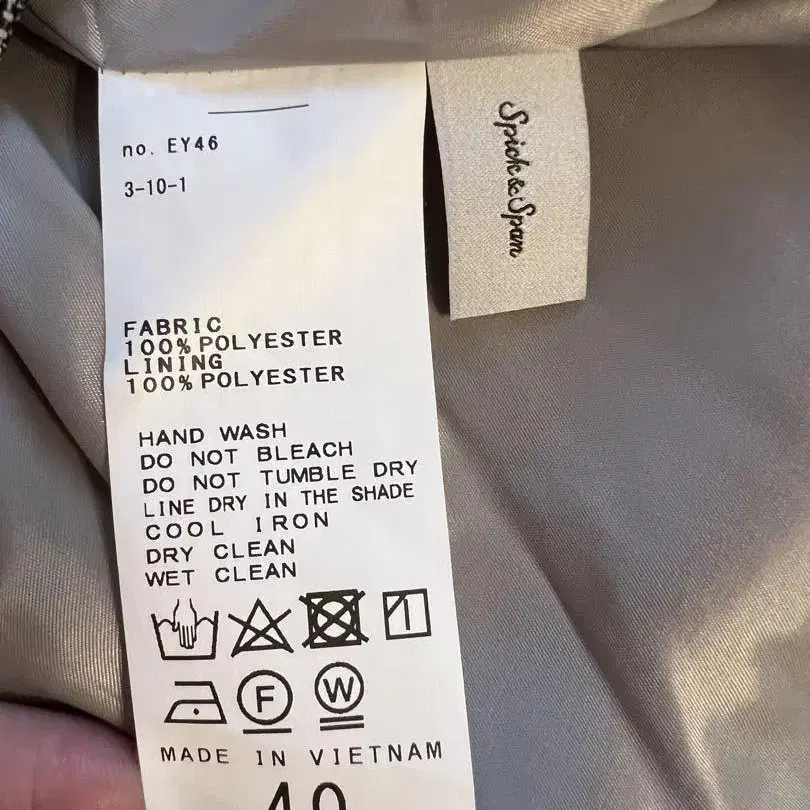 no. EY46
3-10-1
FABRIC
100% POLYESTER
LINING
100% POLYESTER
HAND WASH
DO NOT BLEACH
DO NOT TUMBLE DRY
LINE DRY IN THE SHADE
COOL IRON
DRY CLEAN
WET CLEAN
F W
MADE IN VIETNAM
40
Spick & Span